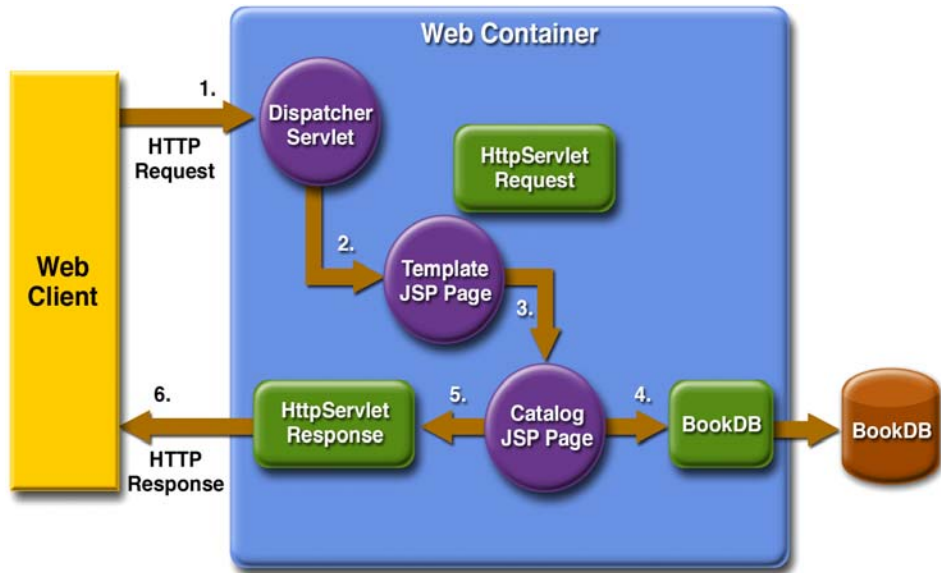 Web Container
1.
Dispatcher
Servlet
HTTP
Request
HttpServlet
Request
2.
Web
Client
Template
JSP Page
3.
6.
HttpServlet
Response
5.
Catalog
JSP Page
4.
BookDB
BookDB
HTTP
Response